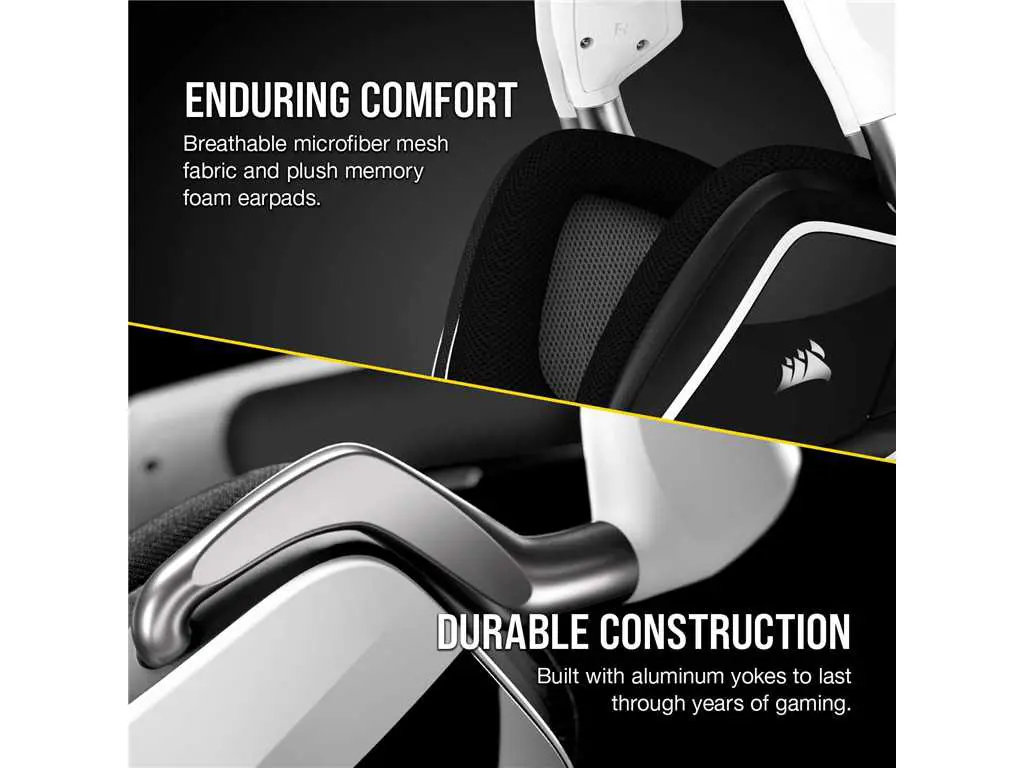 ENDURING COMFORT
Breathable microfiber mesh
fabric and plush memory
foam earpads.
R
DURABLE CONSTRUCTION
Built with aluminum yokes to last
through years of gaming.